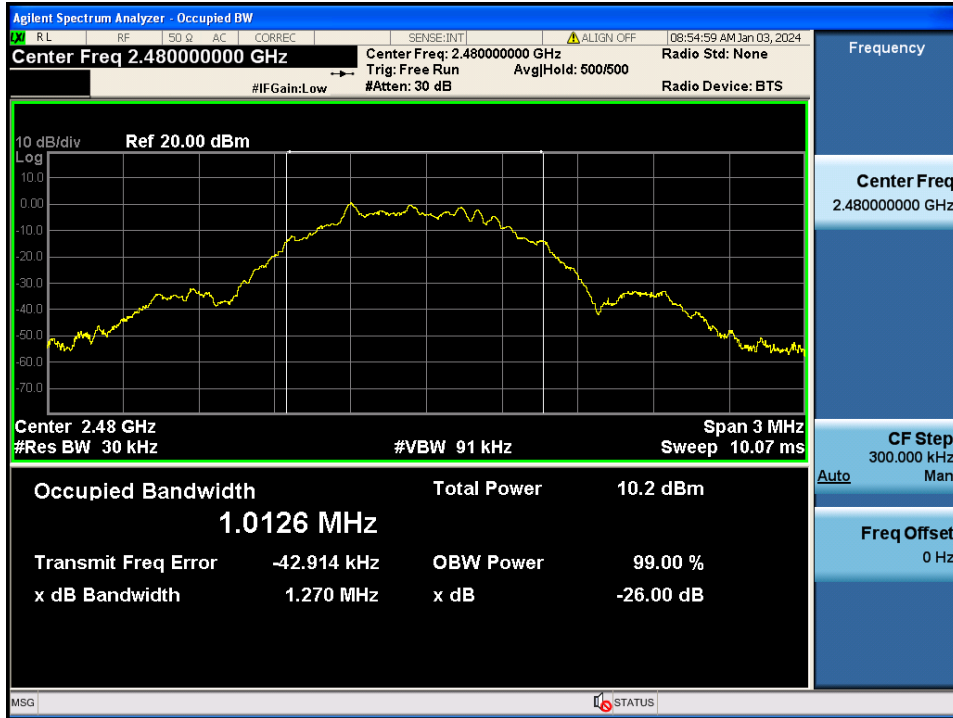 Agilent Spectrum Analyzer - Occupied BW
LXI RL RF 50 Ω AC CORREC SENSE:INT ALIGN OFF 08:54:59 AM Jan 03, 2024
Center Freq 2.480000000 GHz
Center Freq: 2.480000000 GHz Radio Std: None
Trig: Free Run Avg|Hold: 500/500
#IFGain:Low #Atten: 30 dB Radio Device: BTS
10 dB/div Ref 20.00 dBm
Log
10.0
0.00
-10.0
-20.0
-30.0
-40.0
-50.0
-60.0
-70.0
Center 2.48 GHz Span 3 MHz
#Res BW 30 kHz #VBW 91 kHz Sweep 10.07 ms
Occupied Bandwidth Total Power 10.2 dBm
1.0126 MHz
Transmit Freq Error -42.914 kHz OBW Power 99.00 %
x dB Bandwidth 1.270 MHz x dB -26.00 dB
MSG STATUS
Frequency
Center Freq
2.480000000 GHz
CF Step
300.000 kHz
Auto Man
Freq Offset
0 Hz